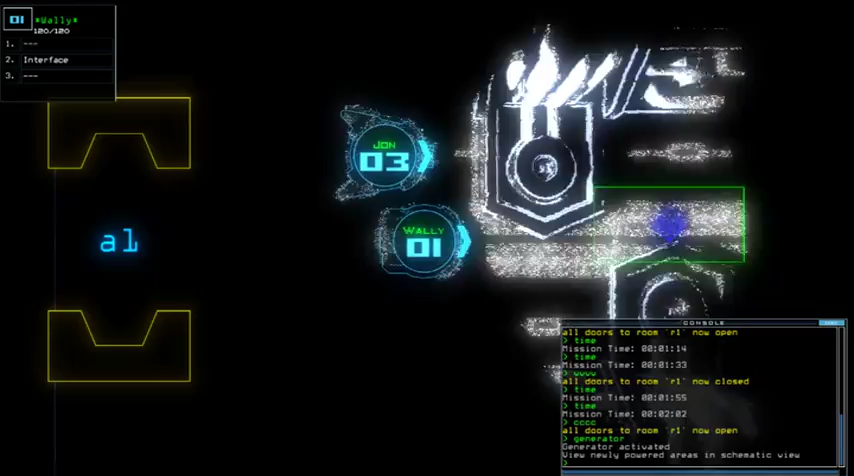 01 *Wally*
120/120
1. ---
2. Interface
3. ---
JON
03
WALLY
01
a1
CONSOLE
all doors to room `r1` now open
> time
Mission Time: 00:01:14
> time
Mission Time: 00:01:33
all doors to room `r1` now closed
> time
Mission Time: 00:01:55
> time
Mission Time: 00:02:02
> cccc
all doors to room `r1` now open
> generator
Generator activated
View newly powered areas in schematic view
>